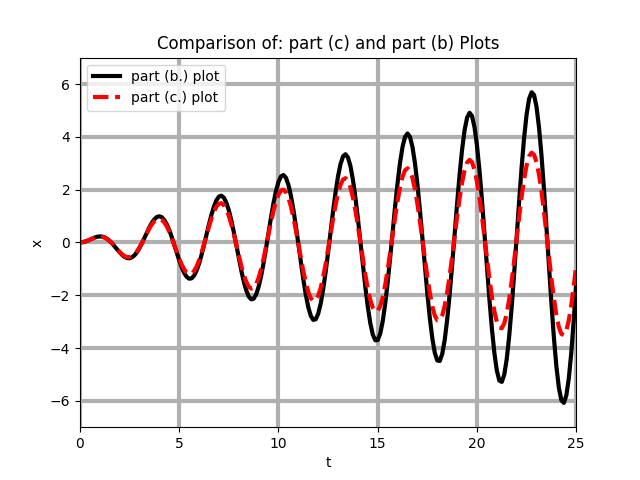 Comparison of: part (c) and part (b) Plots
part (b.) plot
part (c.) plot
6
4
2
0
−2
−4
−6
x
0 5 10 15 20 25
t